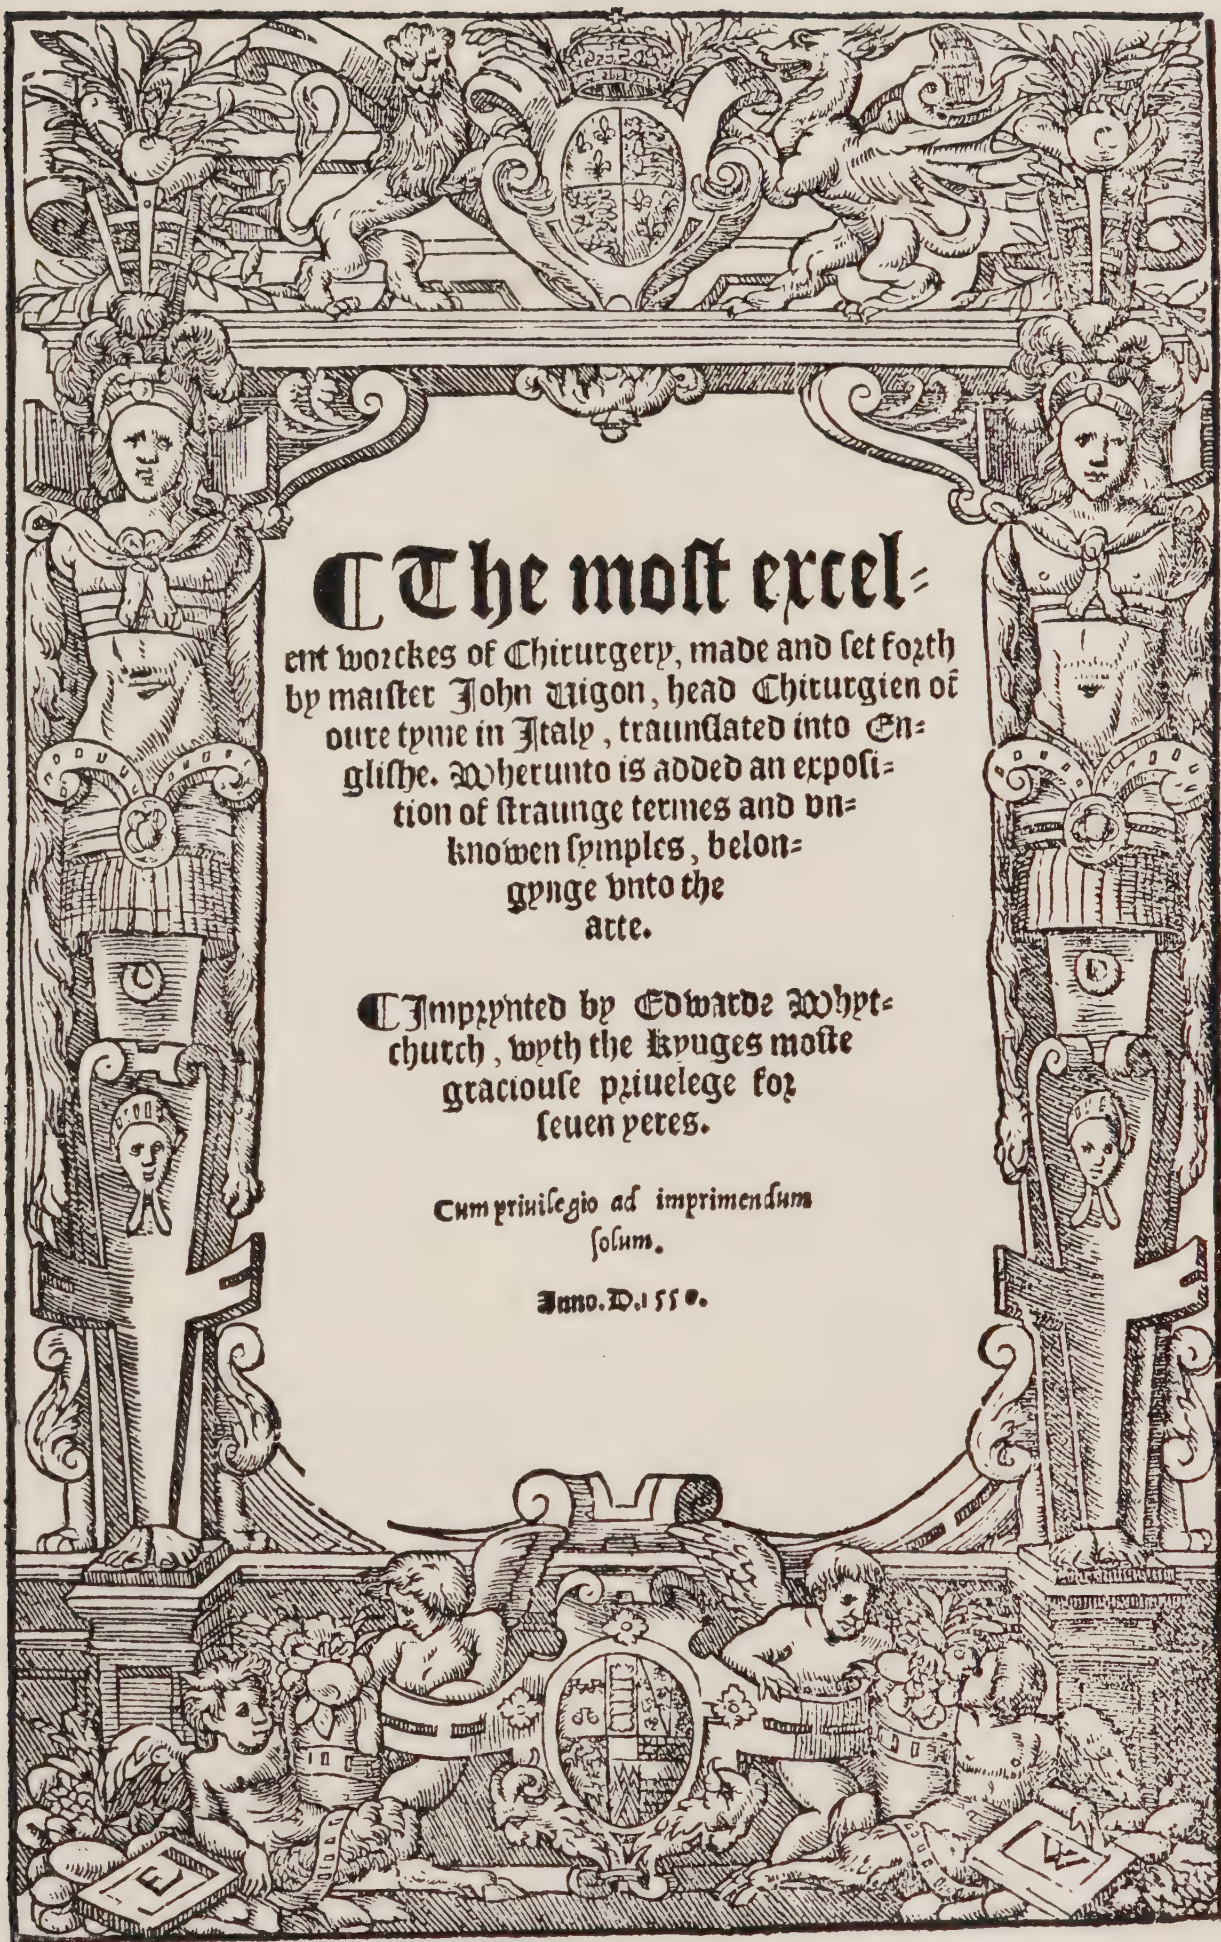 ¶ The moſt excel⸗
ent worckes of Chirurgery, made and ſet forth
by maiſter John Uigon, head Chirurgien of
oure tyme in Italy, traunſlated into En⸗
gliſhe. Wherunto is added an expoſi⸗
tion of ſtraunge termes and vn⸗
knowen ſymples, belon⸗
gynge vnto the
arte.
¶ Imprynted by Edwarde Whyt⸗
church, wyth the kynges moſte
graciouſe priuelege for
ſeuen yeres.
Cum priuilegio ad imprimendum
ſolum.
Anno. D. 1550.
E W